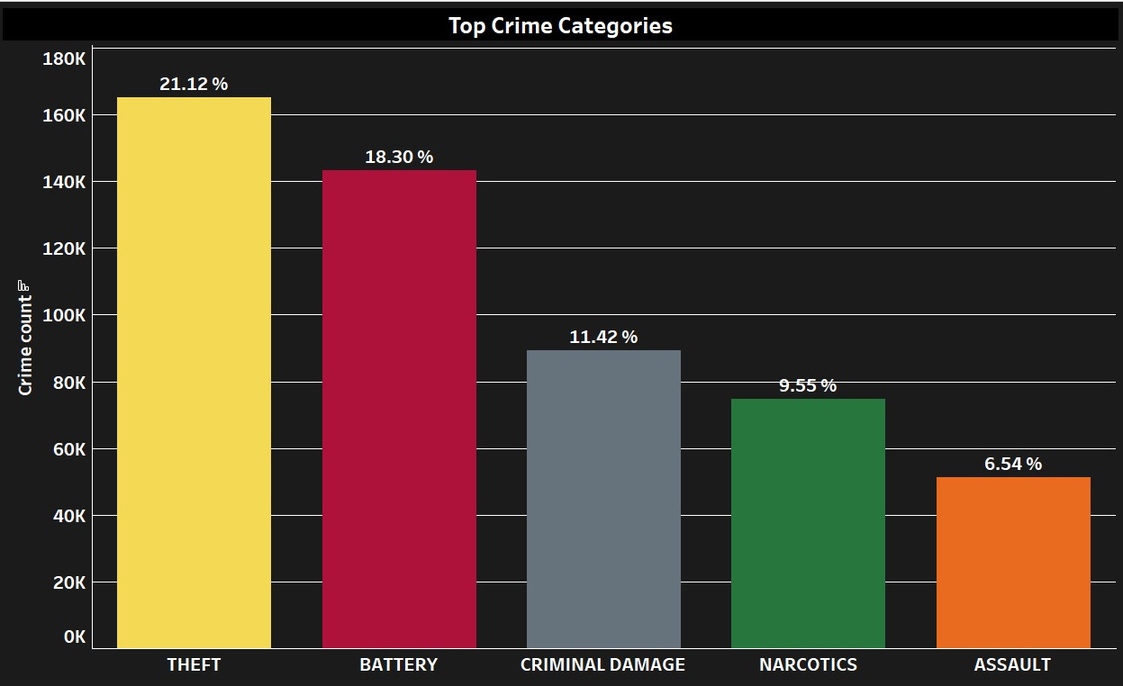 Top Crime Categories
180K
160K
140K
120K
100K
80K
60K
40K
20K
0K
Crime count
21.12 %
18.30 %
11.42 %
9.55 %
6.54 %
THEFT
BATTERY
CRIMINAL DAMAGE
NARCOTICS
ASSAULT